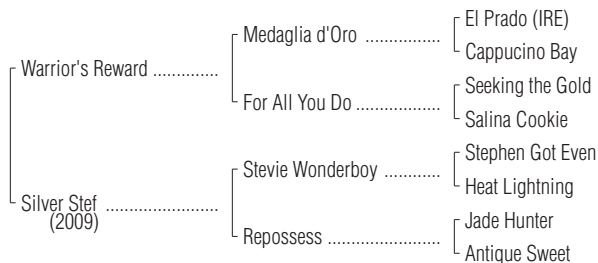 El Prado (IRE)
Medaglia d'Oro ................
Cappucino Bay
Warrior's Reward .............
Seeking the Gold
For All You Do ..................
Salina Cookie
Stephen Got Even
Stevie Wonderboy ............
Heat Lightning
Silver Stef ........................
(2009)
Jade Hunter
Repossess ........................
Antique Sweet